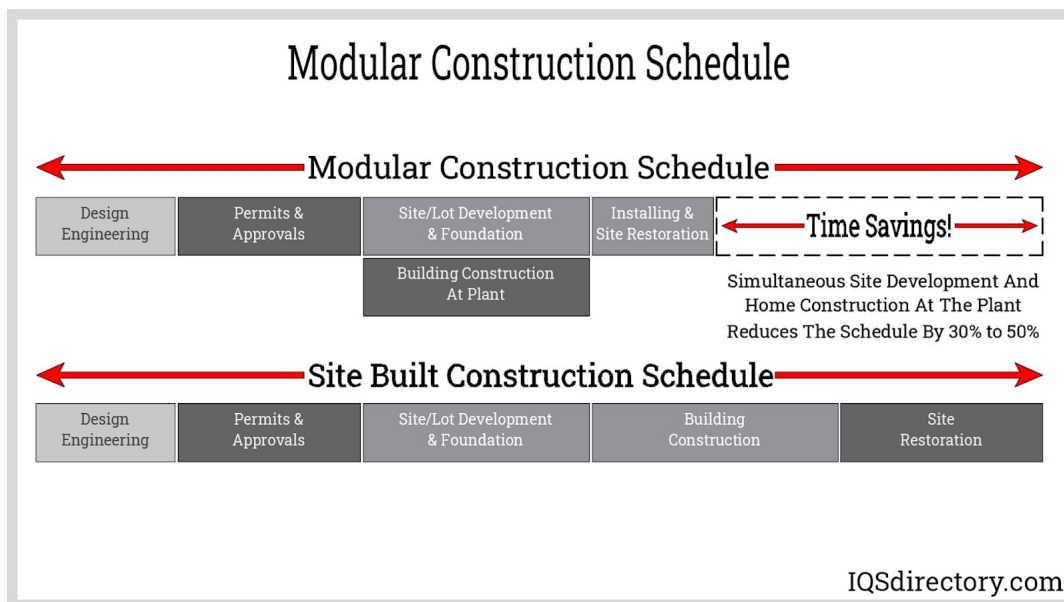 Modular Construction Schedule
Modular Construction Schedule
Design
Engineering
Permits &
Approvals
Site/Lot Development
& Foundation
Installing &
Site Restoration
Time Savings!
Building Construction
At Plant
Simultaneous Site Development And
Home Construction At The Plant
Reduces The Schedule By 30% to 50%
Site Built Construction Schedule
Design
Engineering
Permits &
Approvals
Site/Lot Development
& Foundation
Building
Construction
Site
Restoration
IQSdirectory.com